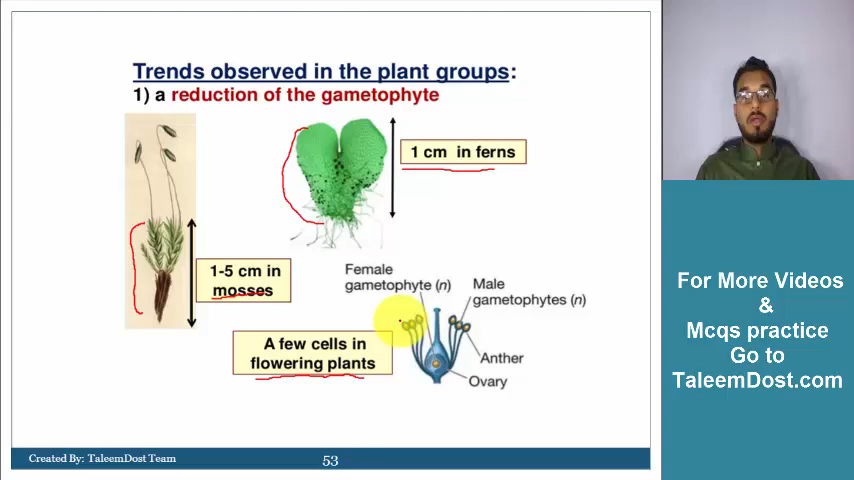 Trends observed in the plant groups:
1) a reduction of the gametophyte
1 cm in ferns
1-5 cm in
mosses
Female
gametophyte (n)
Male
gametophytes (n)
A few cells in
flowering plants
Anther
Ovary
For More Videos
&
Mcqs practice
Go to
TaleemDost.com
Created By: TaleemDost Team
53